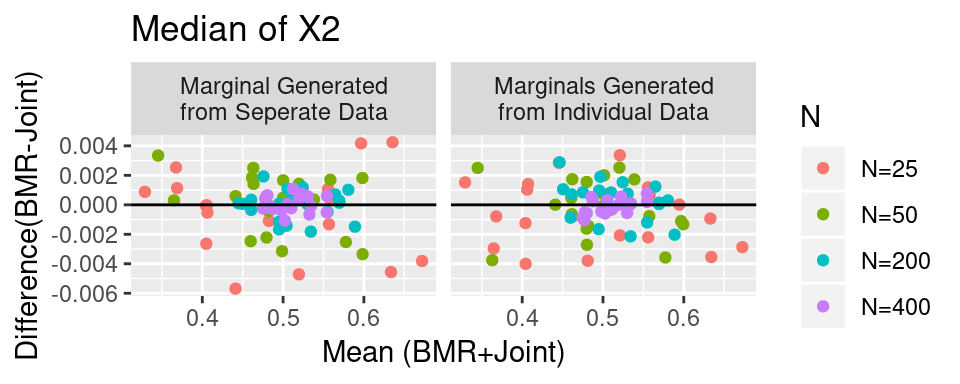 Median of X2
Marginal Generated
from Seperate Data
Marginals Generated
from Individual Data
Difference(BMR-Joint)
0.004
0.002
0.000
-0.002
-0.004
-0.006
0.4 0.5 0.6
0.4 0.5 0.6
Mean (BMR+Joint)
N
N=25
N=50
N=200
N=400